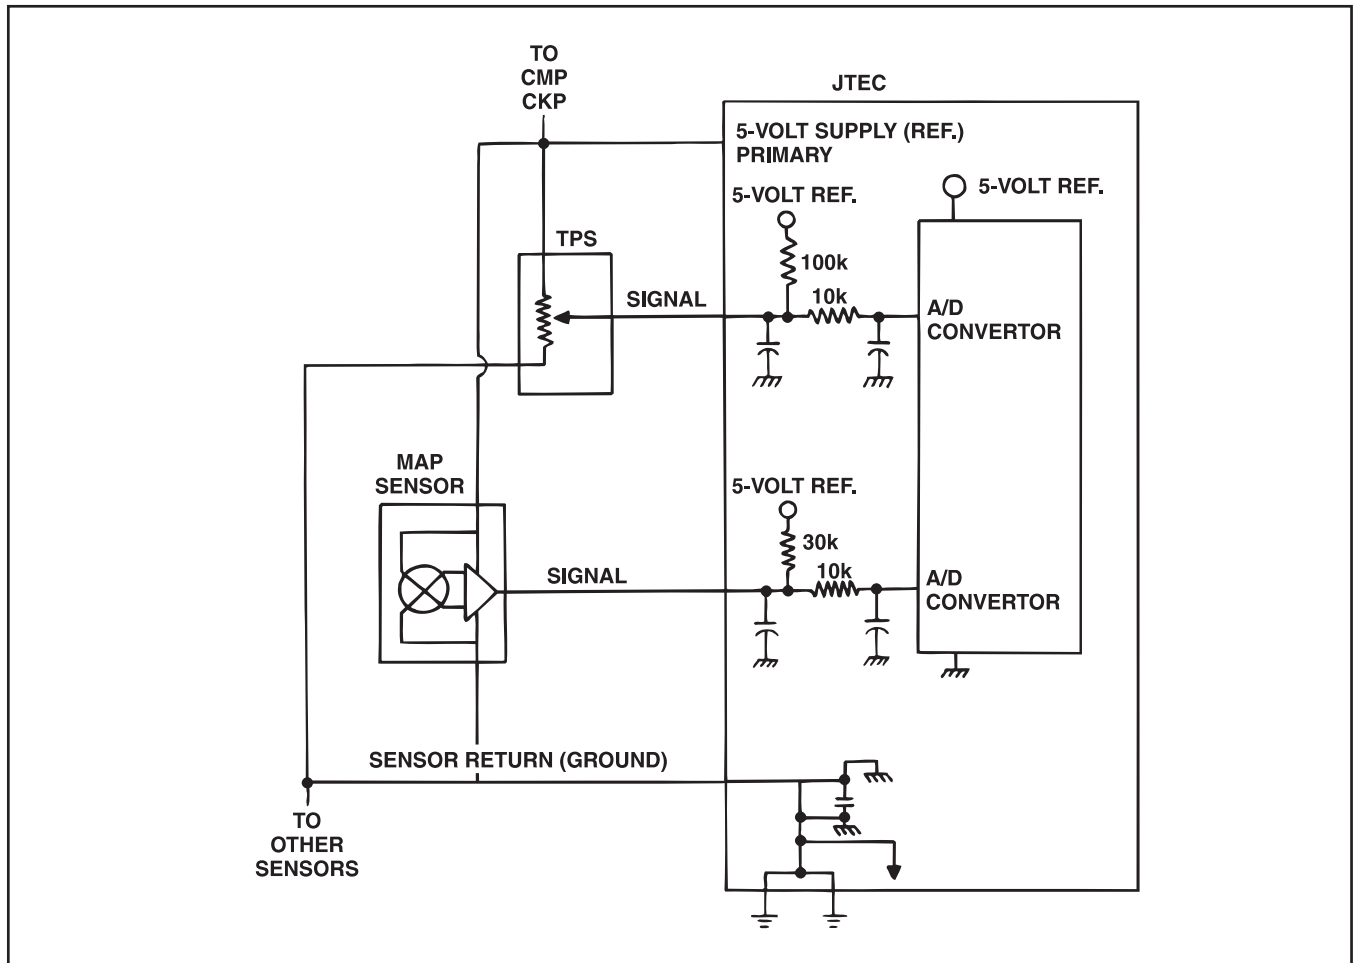 TO
CMP
CKP
JTEC
5-VOLT SUPPLY (REF.)
PRIMARY
5-VOLT REF.
5-VOLT REF.
TPS
100k
SIGNAL
10k
A/D
CONVERTOR
MAP
SENSOR
5-VOLT REF.
30k
SIGNAL
10k
A/D
CONVERTOR
SENSOR RETURN (GROUND)
TO
OTHER
SENSORS